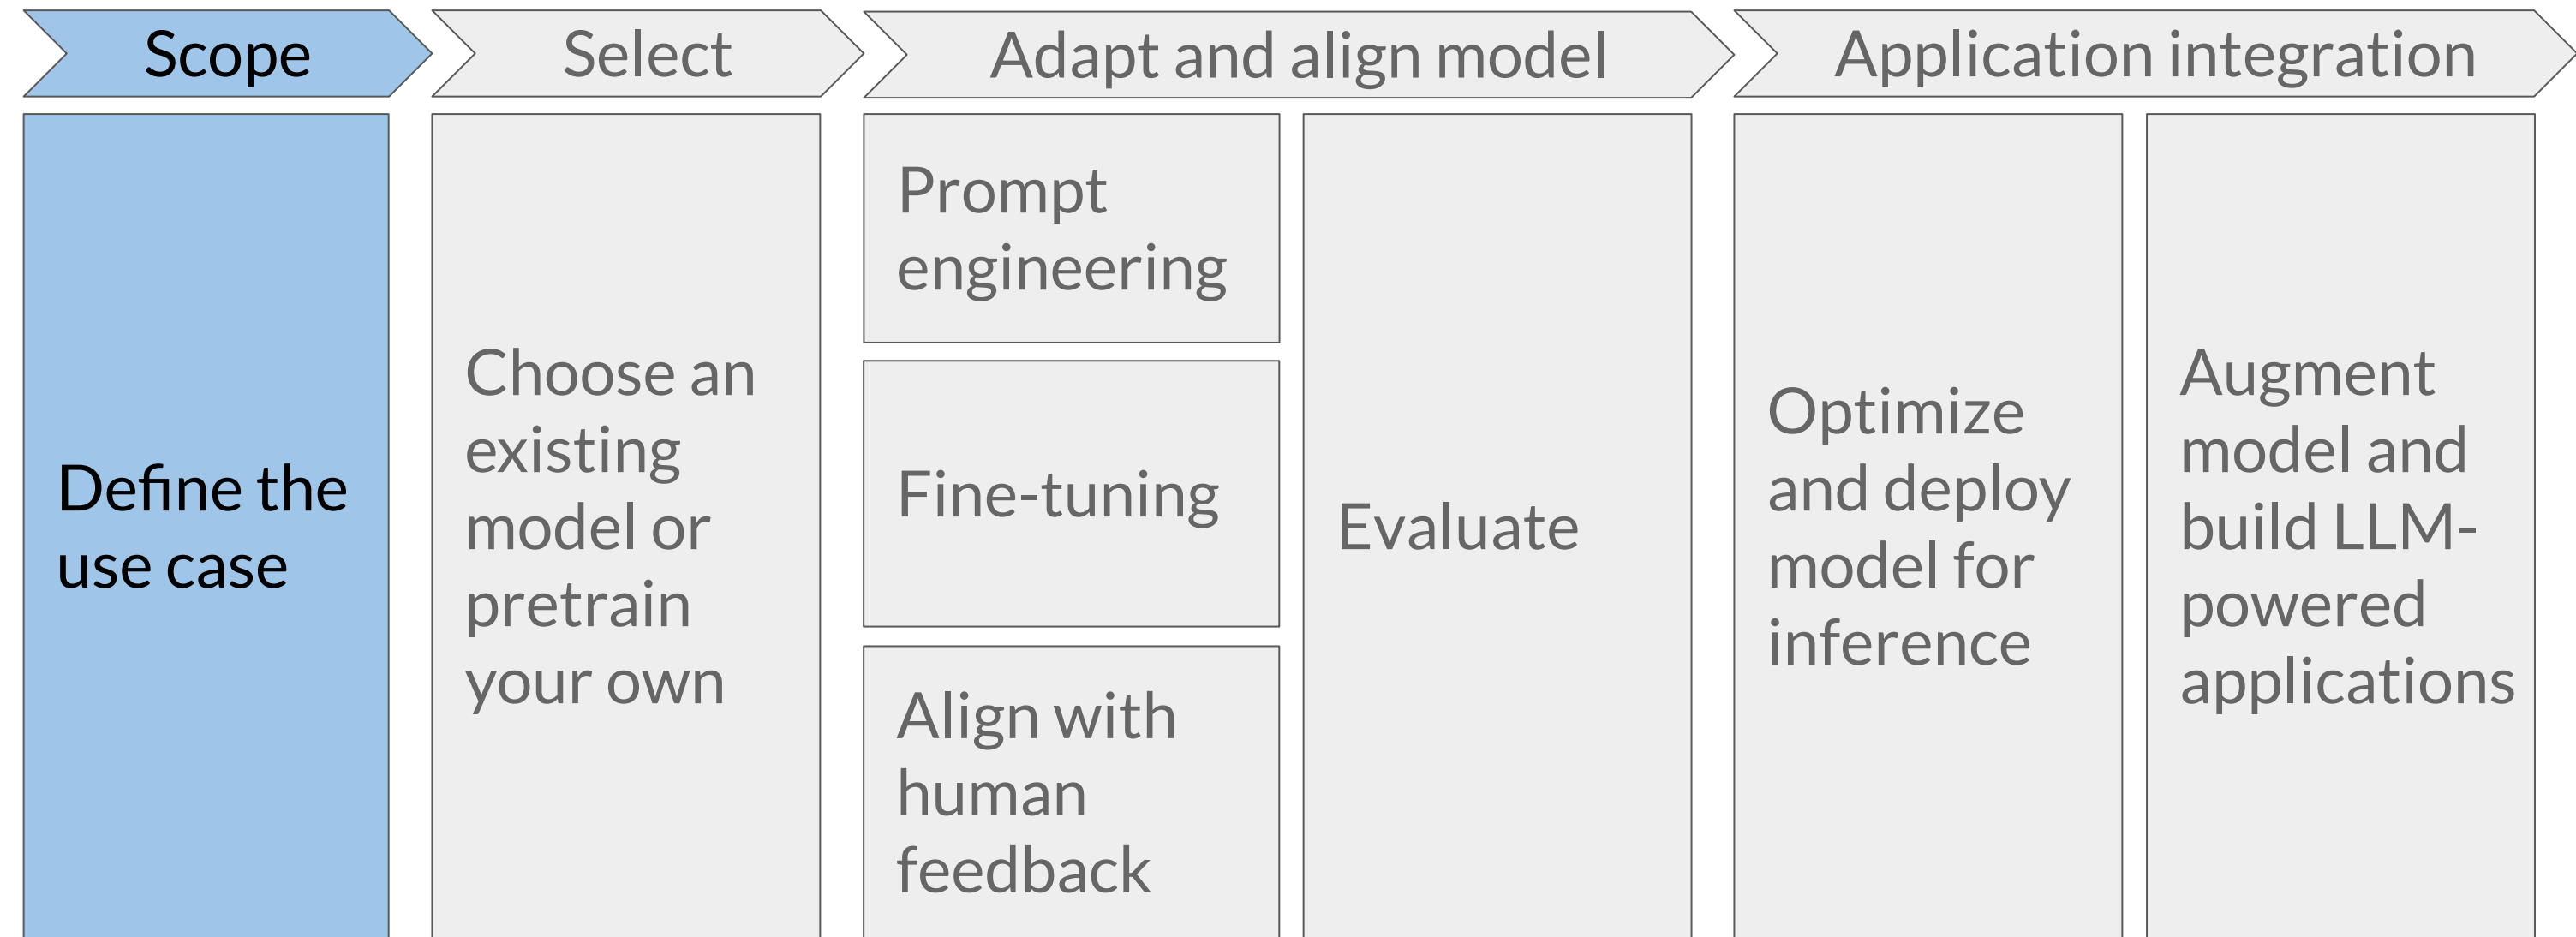 Scope
Select
Adapt and align model
Application integration
Define the
use case
Choose an
existing
model or
pretrain
your own
Prompt
engineering
Fine-tuning
Align with
human
feedback
Evaluate
Optimize
and deploy
model for
inference
Augment
model and
build LLM-
powered
applications